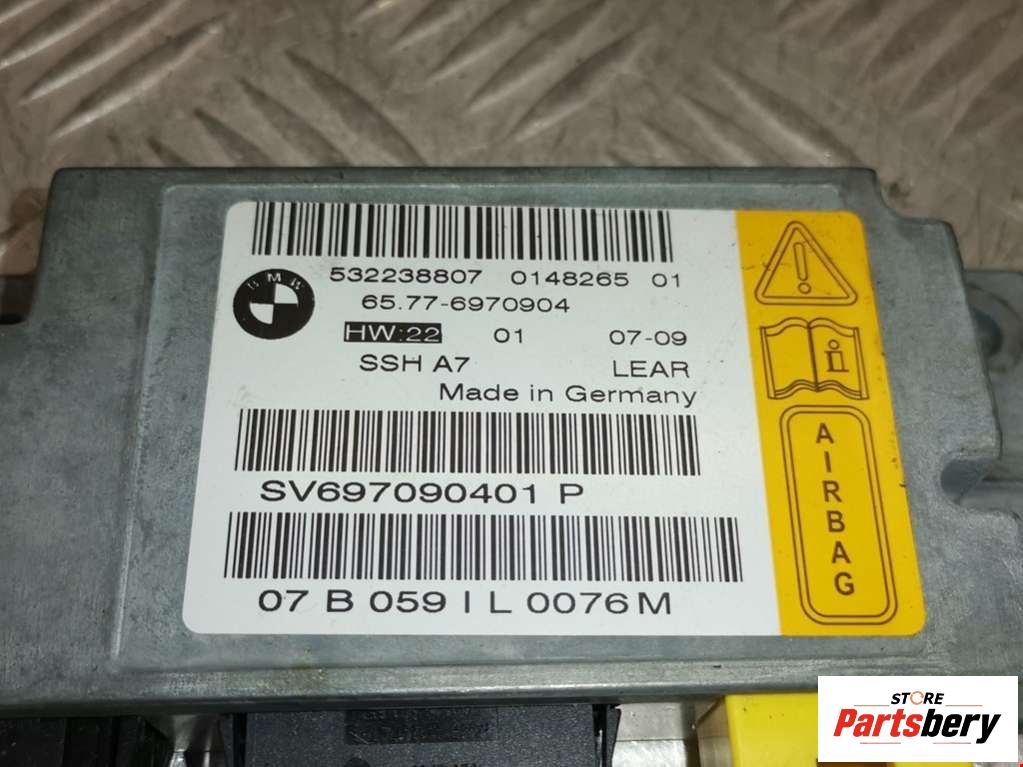 532238807 0148265 01
BMW
65.77-6970904
HW:22 01 07-09
SSH A7 LEAR
Made in Germany
SV697090401 P
07 B 059 I L 0076 M
AIRBAG
STORE
Partsbery